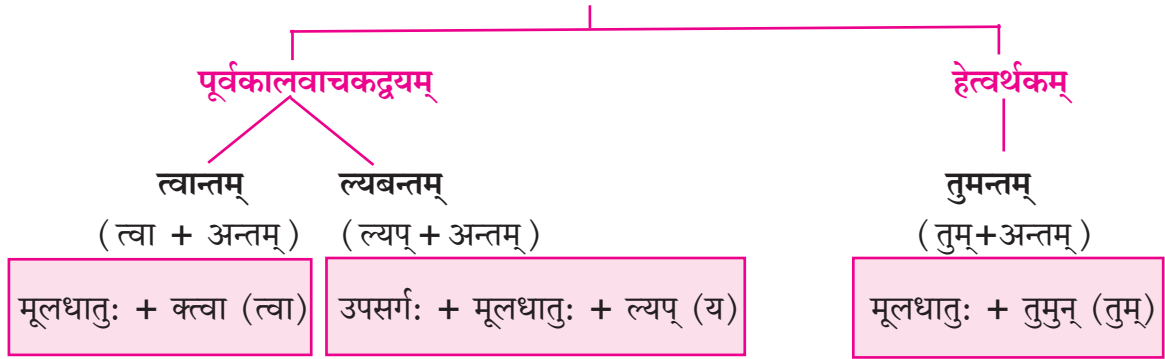 पूर्वकालवाचकद्वयम् हेत्वर्थकम्
त्वान्तम् ल्यबन्तम् तुमन्तम्
(त्वा + अन्तम्) (ल्यप् + अन्तम्) (तुम्+अन्तम्)
मूलधातु: + क्त्वा (त्वा) उपसर्ग: + मूलधातु: + ल्यप् (य) मूलधातु: + तुमुन् (तुम्)